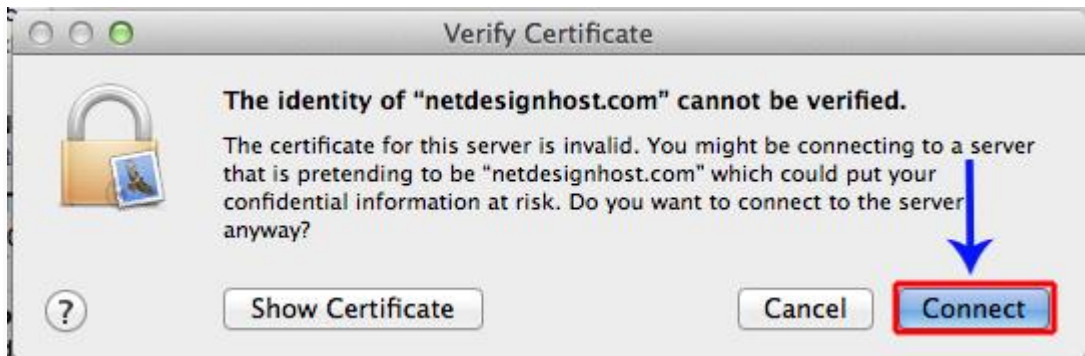 Verify Certificate
The identity of “netdesignhost.com” cannot be verified.
The certificate for this server is invalid. You might be connecting to a server
that is pretending to be “netdesignhost.com” which could put your
confidential information at risk. Do you want to connect to the server
anyway?
?
Show Certificate
Cancel
Connect